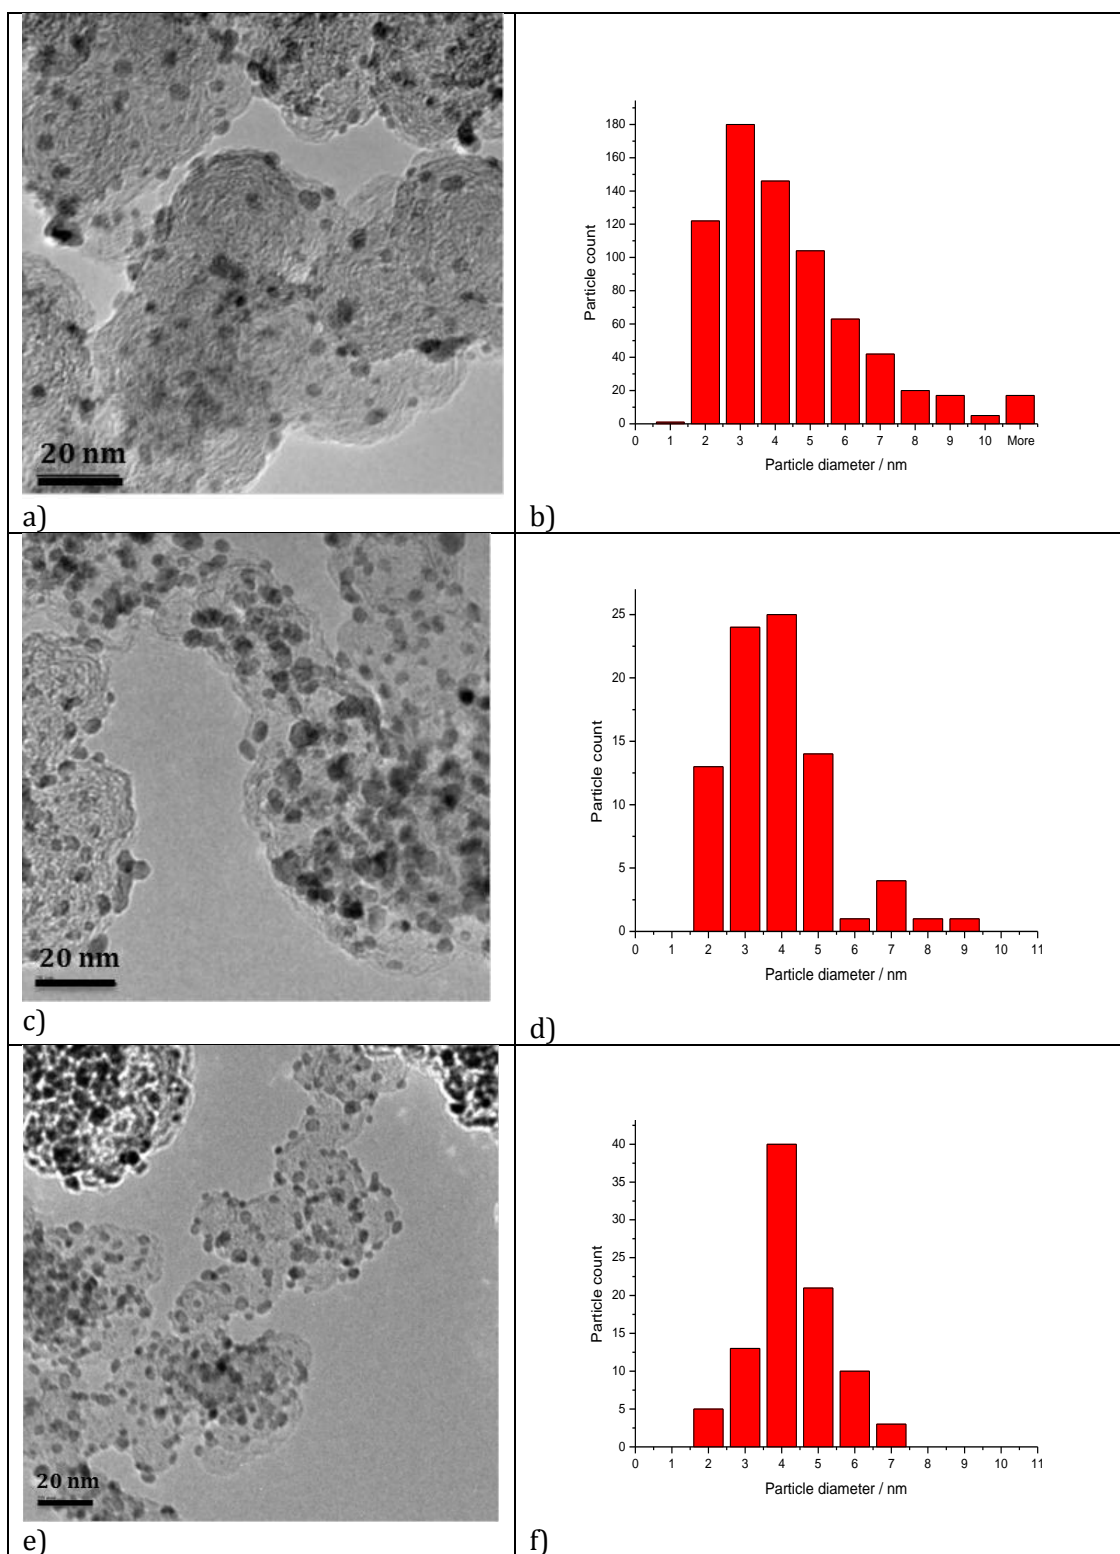 20 nm
a)
180
160
140
120
100
80
60
40
20
0
Particle count
0 1 2 3 4 5 6 7 8 9 10 More
Particle diameter / nm
b)
20 nm
c)
25
20
15
10
5
0
Particle count
0 1 2 3 4 5 6 7 8 9 10 11
Particle diameter / nm
d)
20 nm
e)
40
35
30
25
20
15
10
5
0
Particle count
0 1 2 3 4 5 6 7 8 9 10 11
Particle diameter / nm
f)